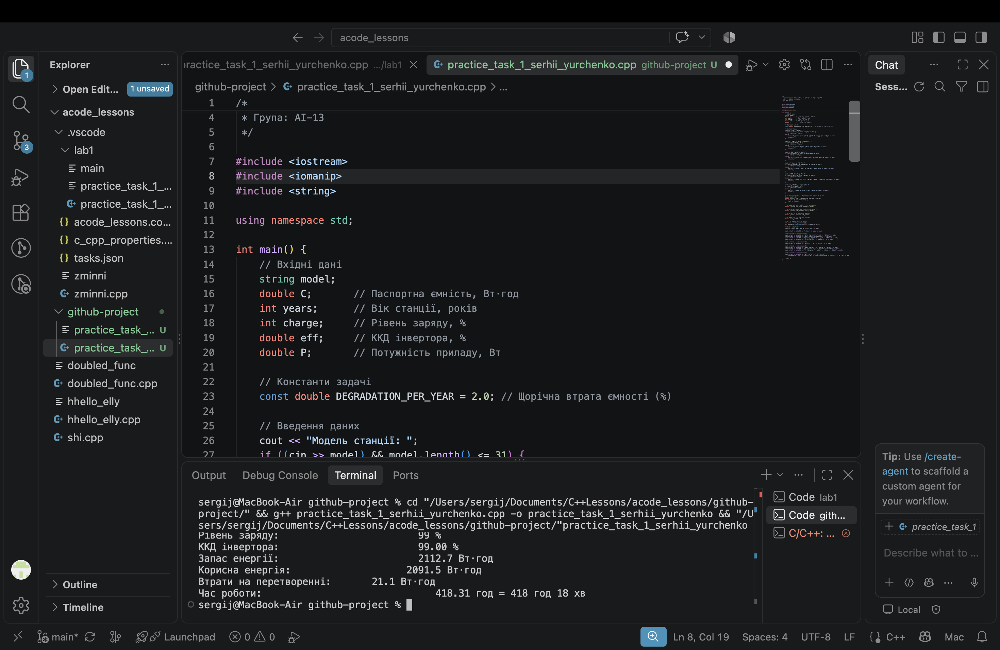 acode_lessons
Explorer
1
Open Edit...
1 unsaved
acode_lessons
.vscode
lab1
main
practice_task_1_...
practice_task_1_...
acode_lessons.co...
c_cpp_properties....
tasks.json
zminni
zminni.cpp
github-project
practice_task_... U
practice_task_... U
doubled_func
doubled_func.cpp
hhello_elly
hhello_elly.cpp
shi.cpp
3
Outline
Timeline
practice_task_1_serhii_yurchenko.cpp .../lab1
practice_task_1_serhii_yurchenko.cpp github-project U
github-project > practice_task_1_serhii_yurchenko.cpp > ...
1 /*
4 * Група: АІ-13
5 */
6
7 #include <iostream>
8 #include <iomanip>
9 #include <string>
10
11 using namespace std;
12
13 int main() {
14 // Вхідні дані
15 string model;
16 double C; // Паспортна ємність, Вт·год
17 int years; // Вік станції, років
18 int charge; // Рівень заряду, %
19 double eff; // ККД інвертора, %
20 double P; // Потужність приладу, Вт
21
22 // Константи задачі
23 const double DEGRADATION_PER_YEAR = 2.0; // Щорічна втрата ємності (%)
24
25 // Введення даних
26 cout << "Модель станції: ";
27 if ((cin >> model) && model.length() <= 31) {
Output Debug Console Terminal Ports
sergij@MacBook-Air github-project % cd "/Users/sergij/Documents/C++Lessons/acode_lessons/github-
project/" && g++ practice_task_1_serhii_yurchenko.cpp -o practice_task_1_serhii_yurchenko && "/U
sers/sergij/Documents/C++Lessons/acode_lessons/github-project/"practice_task_1_serhii_yurchenko
Рівень заряду: 99 %
ККД інвертора: 99.00 %
Запас енергії: 2112.7 Вт·год
Корисна енергія: 2091.5 Вт·год
Втрати на перетворенні: 21.1 Вт·год
Час роботи: 418.31 год = 418 год 18 хв
sergij@MacBook-Air github-project %
Code lab1
Code gith...
C/C++: ...
Chat
Sess...
Tip: Use /create-
agent to scaffold a
custom agent for
your workflow.
practice_task_1
Describe what to ...
Local
main* Launchpad 0 0
Ln 8, Col 19 Spaces: 4 UTF-8 LF C++ Mac